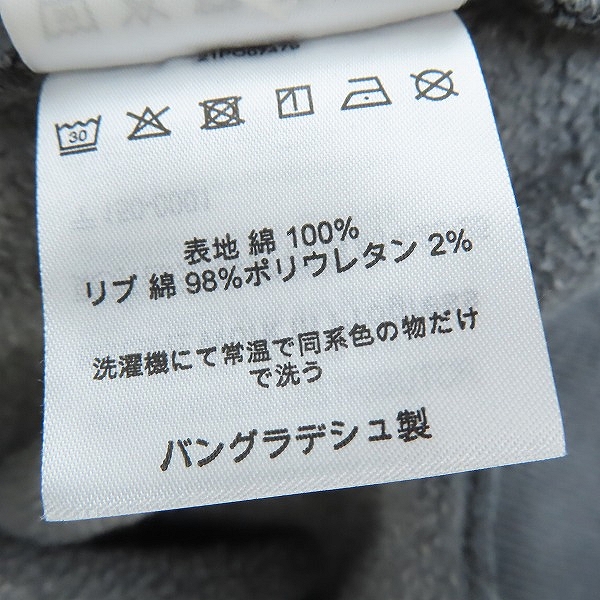 30
表地 綿 100%
リブ 綿 98%ポリウレタン 2%
洗濯機にて常温で同系色の物だけ
で洗う
バングラデシュ製